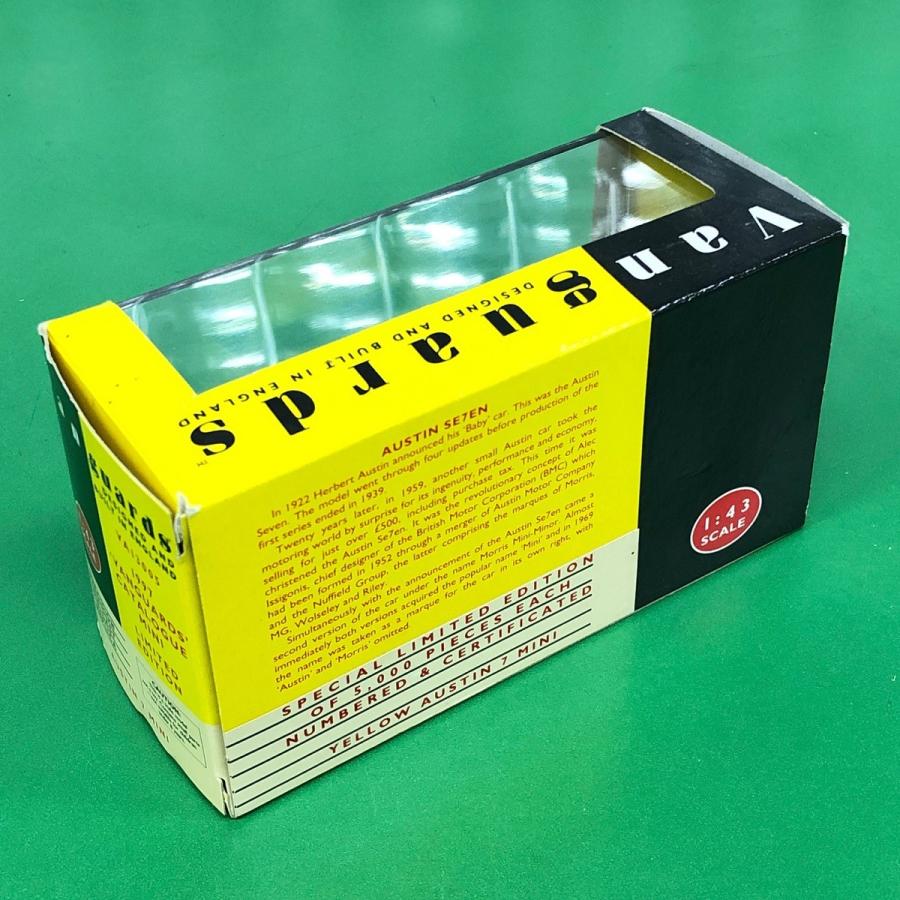 Vanguards
DESIGNED AND BUILT IN ENGLAND
TM
AUSTIN SE7EN
In 1922 Herbert Austin announced his 'Baby' car. This was the Austin
Seven. The model went through four updates before production of the
first series ended in 1939.
Twenty years later, in 1959, another small Austin car took the
motoring world by surprise for its ingenuity, performance and economy,
selling for just over £500, including purchase tax. This time it was
christened the Austin Se7en. It was the revolutionary concept of Alec
Issigonis, chief designer of the British Motor Corporation (BMC) which
had been formed in 1952 through a merger of Austin Motor Company
and the Nuffield Group, the latter comprising the marques of Morris,
MG, Wolseley and Riley.
Simultaneously with the announcement of the Austin Se7en came a
second version of the car under the name Morris Mini-Minor. Almost
immediately both versions acquired the popular name 'Mini' and in 1969
the name was taken as a marque for the car in its own right, with
'Austin' and 'Morris' omitted.
SPECIAL LIMITED EDITION
OF 5,000 PIECES EACH
NUMBERED & CERTIFICATED
YELLOW AUSTIN 7 MINI
1:43
SCALE
guards
ENGLAND
1997
LIMITED
EDITION
CAUTION
7 MINI